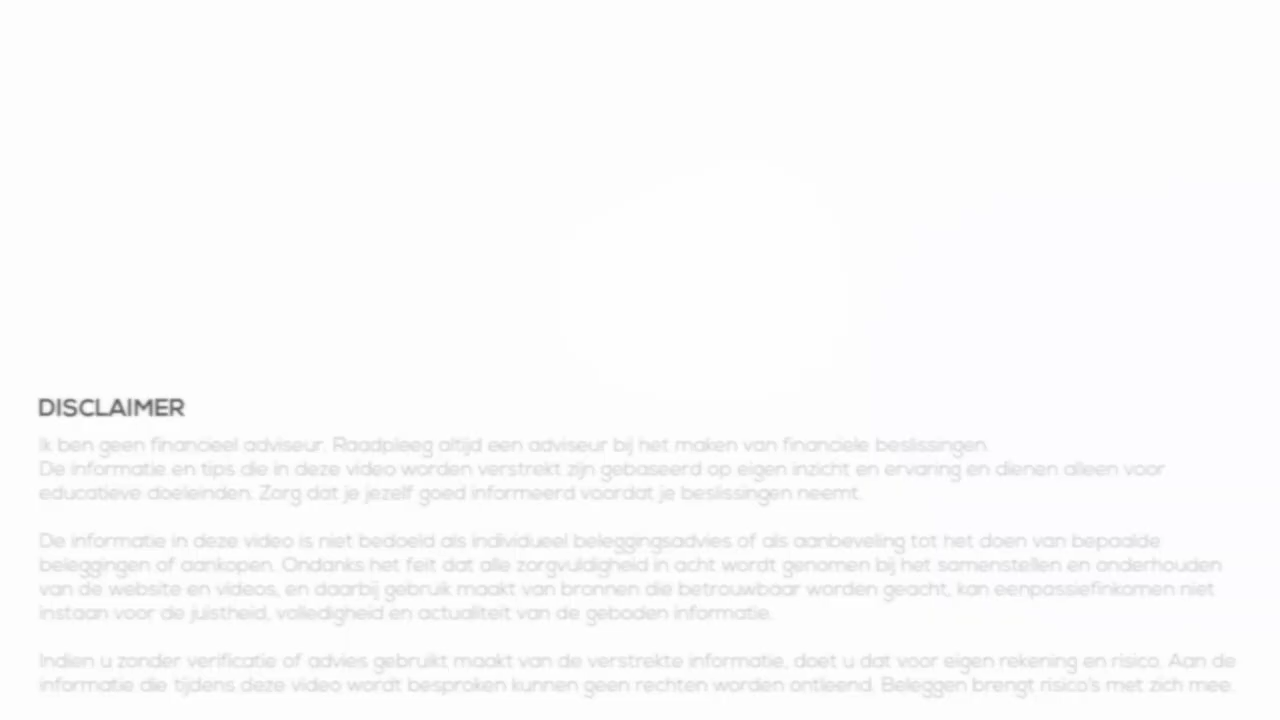 DISCLAIMER
Ik ben geen financieel adviseur. Raadpleeg altijd een adviseur bij het maken van financiele beslissingen.
De informatie en tips die in deze video worden verstrekt zijn gebaseerd op eigen inzicht en ervaring en dienen alleen voor
educatieve doeleinden. Zorg dat je jezelf goed informeerd voordat je beslissingen neemt.
De informatie in deze video is niet bedoeld als individueel beleggingsadvies of als aanbeveling tot het doen van bepaalde
beleggingen of aankopen. Ondanks het feit dat alle zorgvuldigheid in acht wordt genomen bij het samenstellen en onderhouden
van de website en videos, en daarbij gebruik maakt van bronnen die betrouwbaar worden geacht, kan eenpassiefinkomen niet
instaan voor de juistheid, volledigheid en actualiteit van de geboden informatie.
Indien u zonder verificatie of advies gebruikt maakt van de verstrekte informatie, doet u dat voor eigen rekening en risico. Aan de
informatie die tijdens deze video wordt besproken kunnen geen rechten worden ontleend. Beleggen brengt risico's met zich mee.